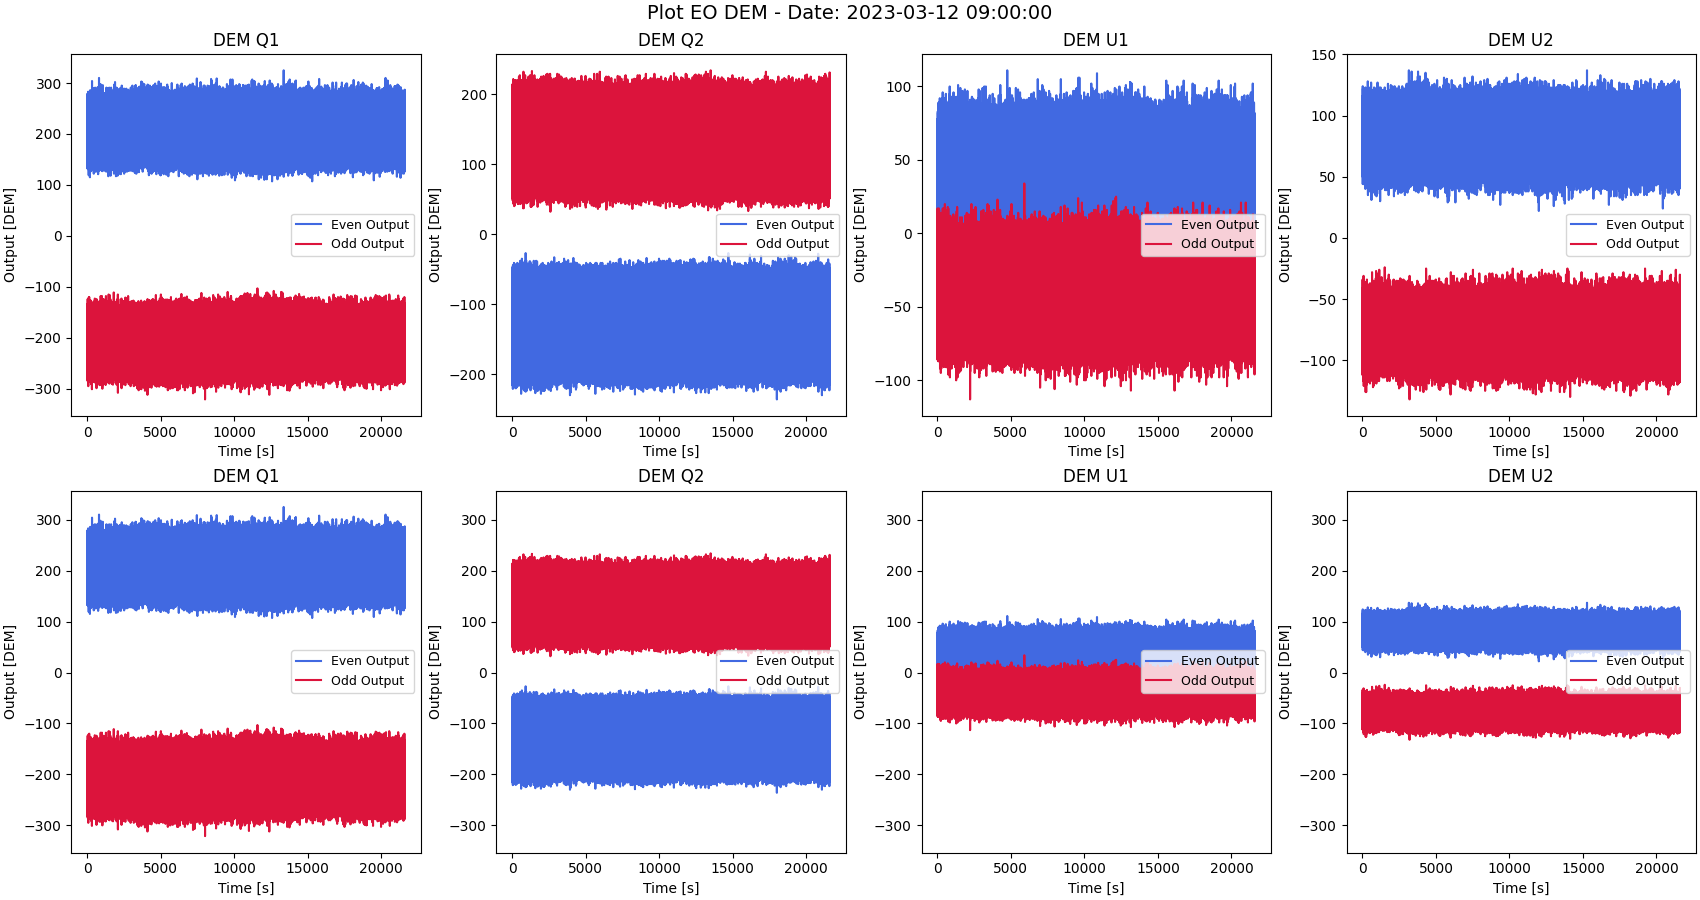 Plot EO DEM - Date: 2023-03-12 09:00:00
DEM Q1
Output [DEM]
300
200
100
0
−100
−200
−300
Even Output
Odd Output
0 5000 10000 15000 20000
Time [s]
DEM Q2
Output [DEM]
200
100
0
−100
−200
Even Output
Odd Output
0 5000 10000 15000 20000
Time [s]
DEM U1
Output [DEM]
100
50
0
−50
−100
Even Output
Odd Output
0 5000 10000 15000 20000
Time [s]
DEM U2
Output [DEM]
150
100
50
0
−50
−100
Even Output
Odd Output
0 5000 10000 15000 20000
Time [s]
DEM Q1
Output [DEM]
300
200
100
0
−100
−200
−300
Even Output
Odd Output
0 5000 10000 15000 20000
Time [s]
DEM Q2
Output [DEM]
300
200
100
0
−100
−200
−300
Even Output
Odd Output
0 5000 10000 15000 20000
Time [s]
DEM U1
Output [DEM]
300
200
100
0
−100
−200
−300
Even Output
Odd Output
0 5000 10000 15000 20000
Time [s]
DEM U2
Output [DEM]
300
200
100
0
−100
−200
−300
Even Output
Odd Output
0 5000 10000 15000 20000
Time [s]